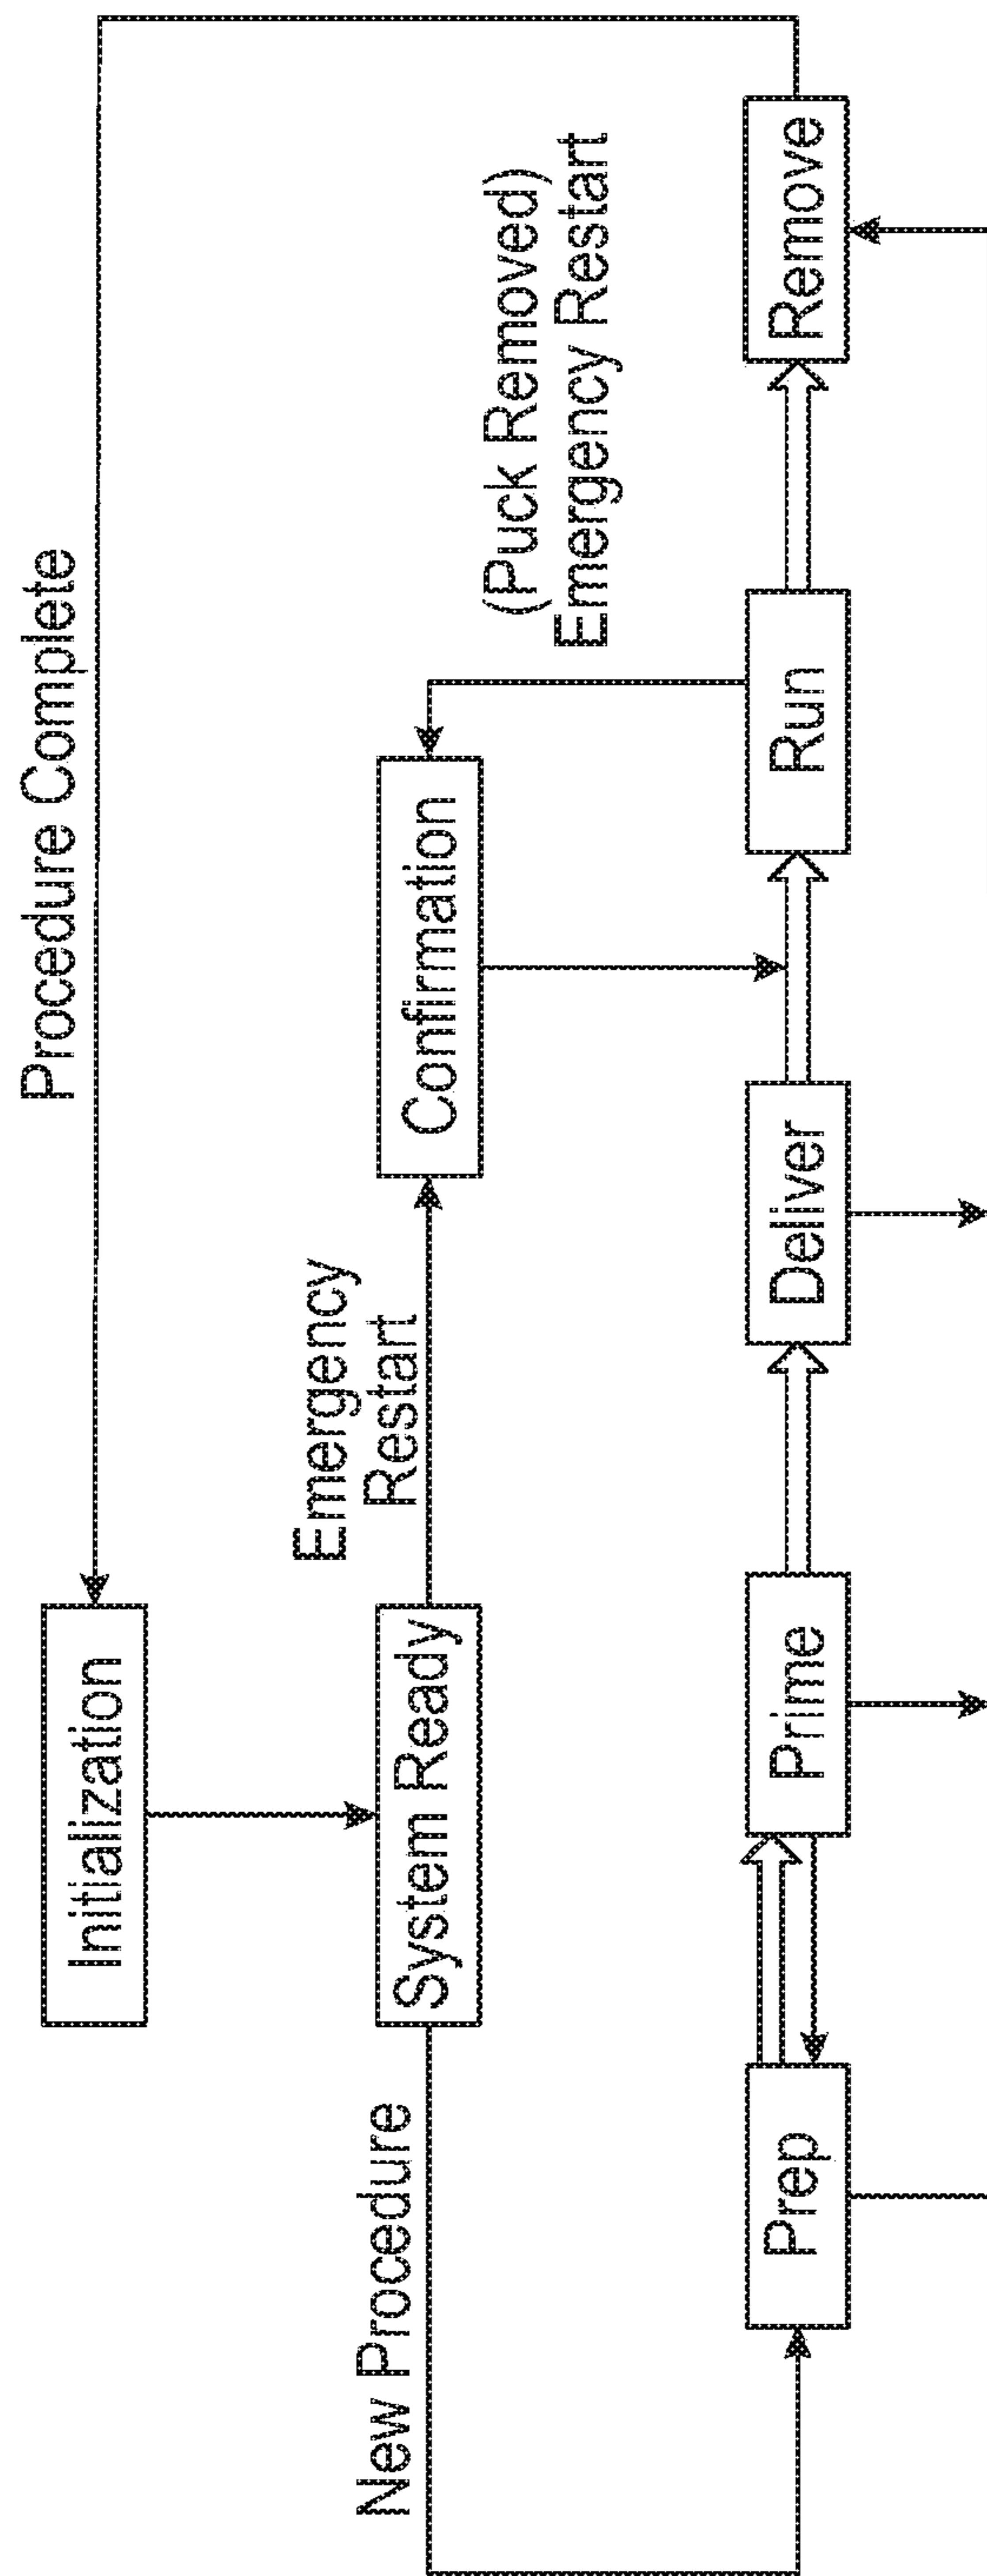 Procedure Complete
Initialization
Emergency
Restart
System Ready
Confirmation
New Procedure
(Puck Removed)
Emergency Restart
Prep
Prime
Deliver
Run
Remove